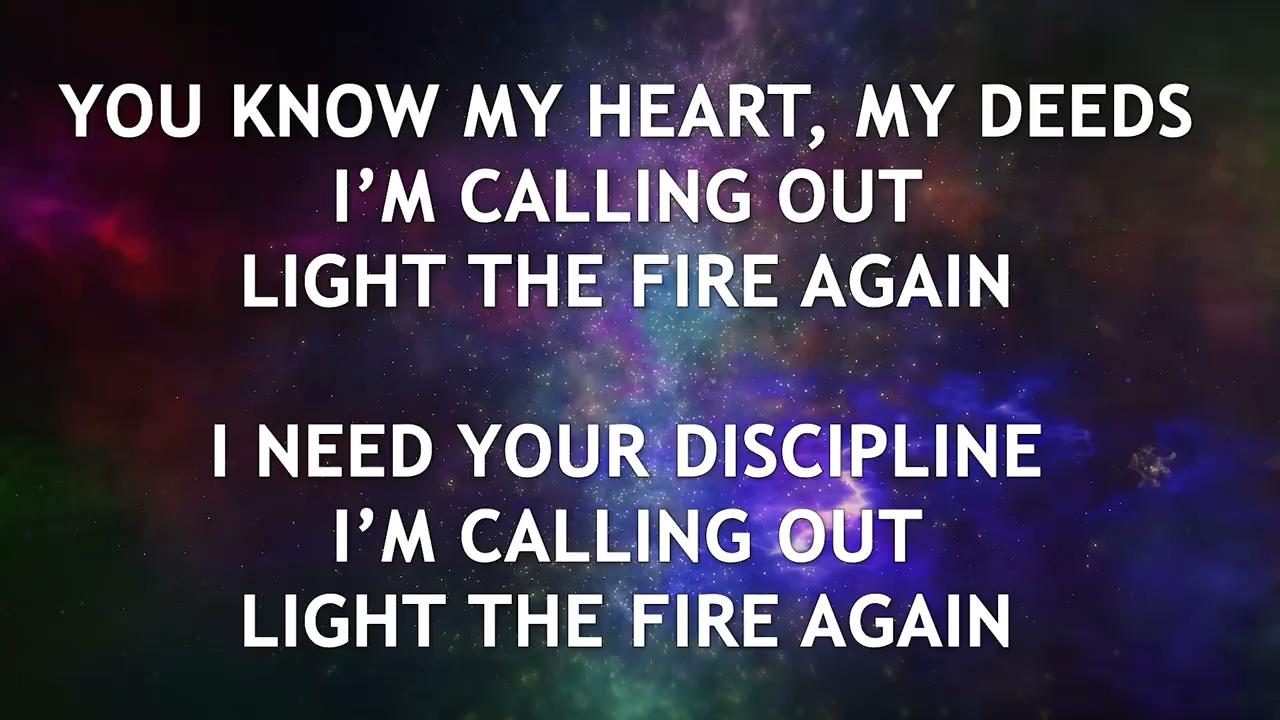 YOU KNOW MY HEART, MY DEEDS
I’M CALLING OUT
LIGHT THE FIRE AGAIN
I NEED YOUR DISCIPLINE
I’M CALLING OUT
LIGHT THE FIRE AGAIN